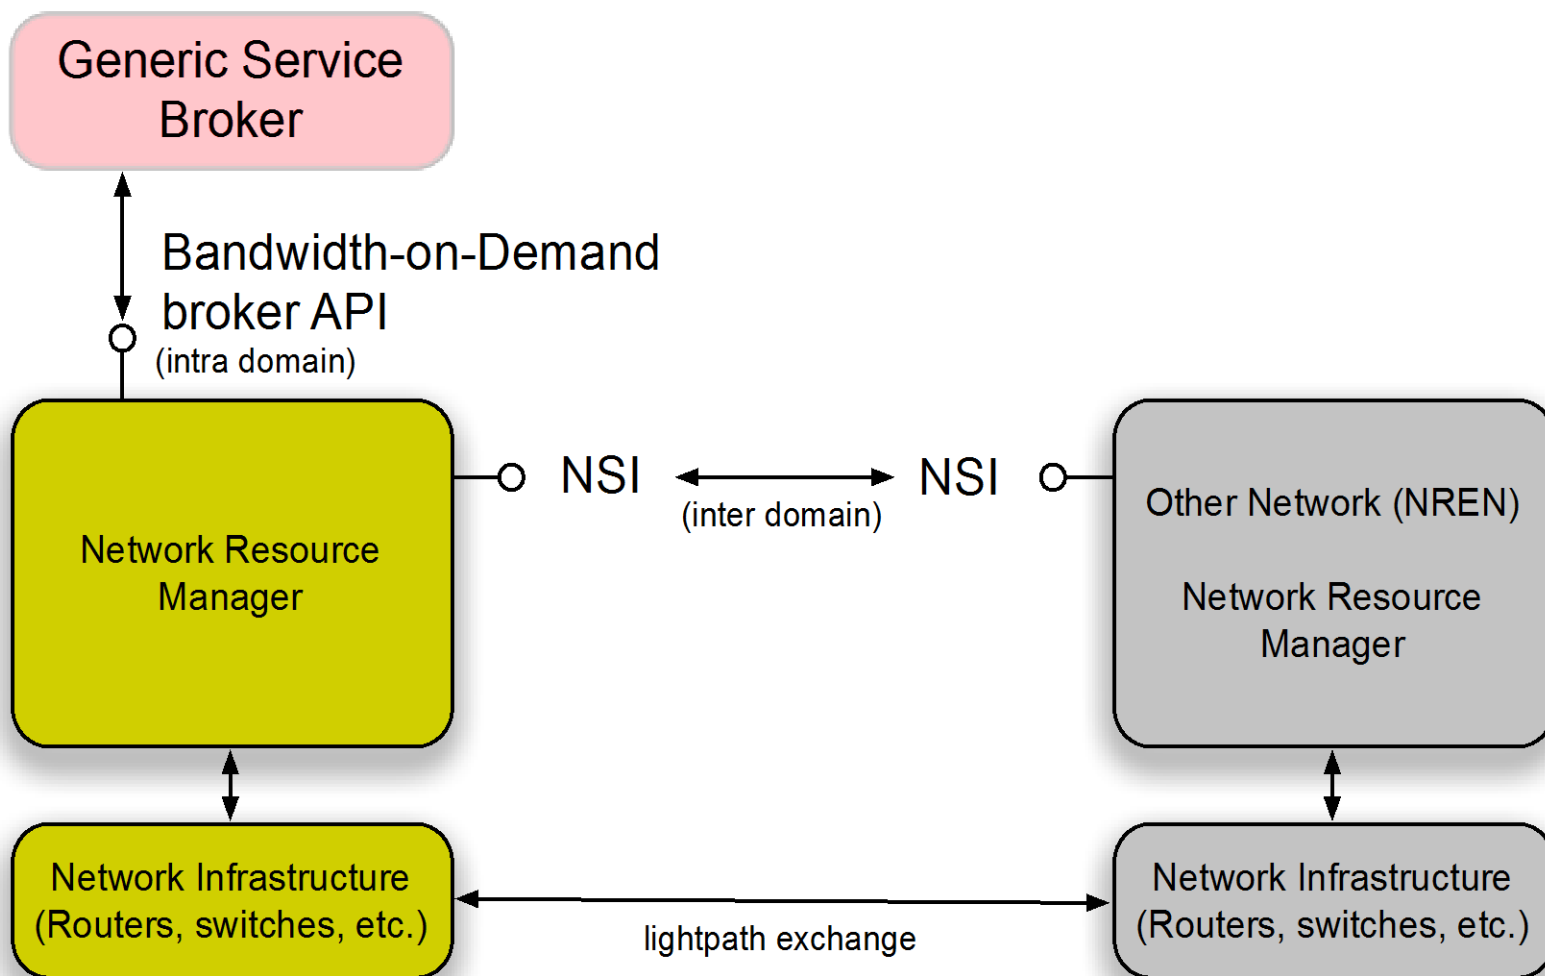 Generic Service
Broker
Bandwidth-on-Demand
broker API
(intra domain)
NSI
NSI
(inter domain)
Network Resource
Manager
Other Network (NREN)
Network Resource
Manager
Network Infrastructure
(Routers, switches, etc.)
lightpath exchange
Network Infrastructure
(Routers, switches, etc.)